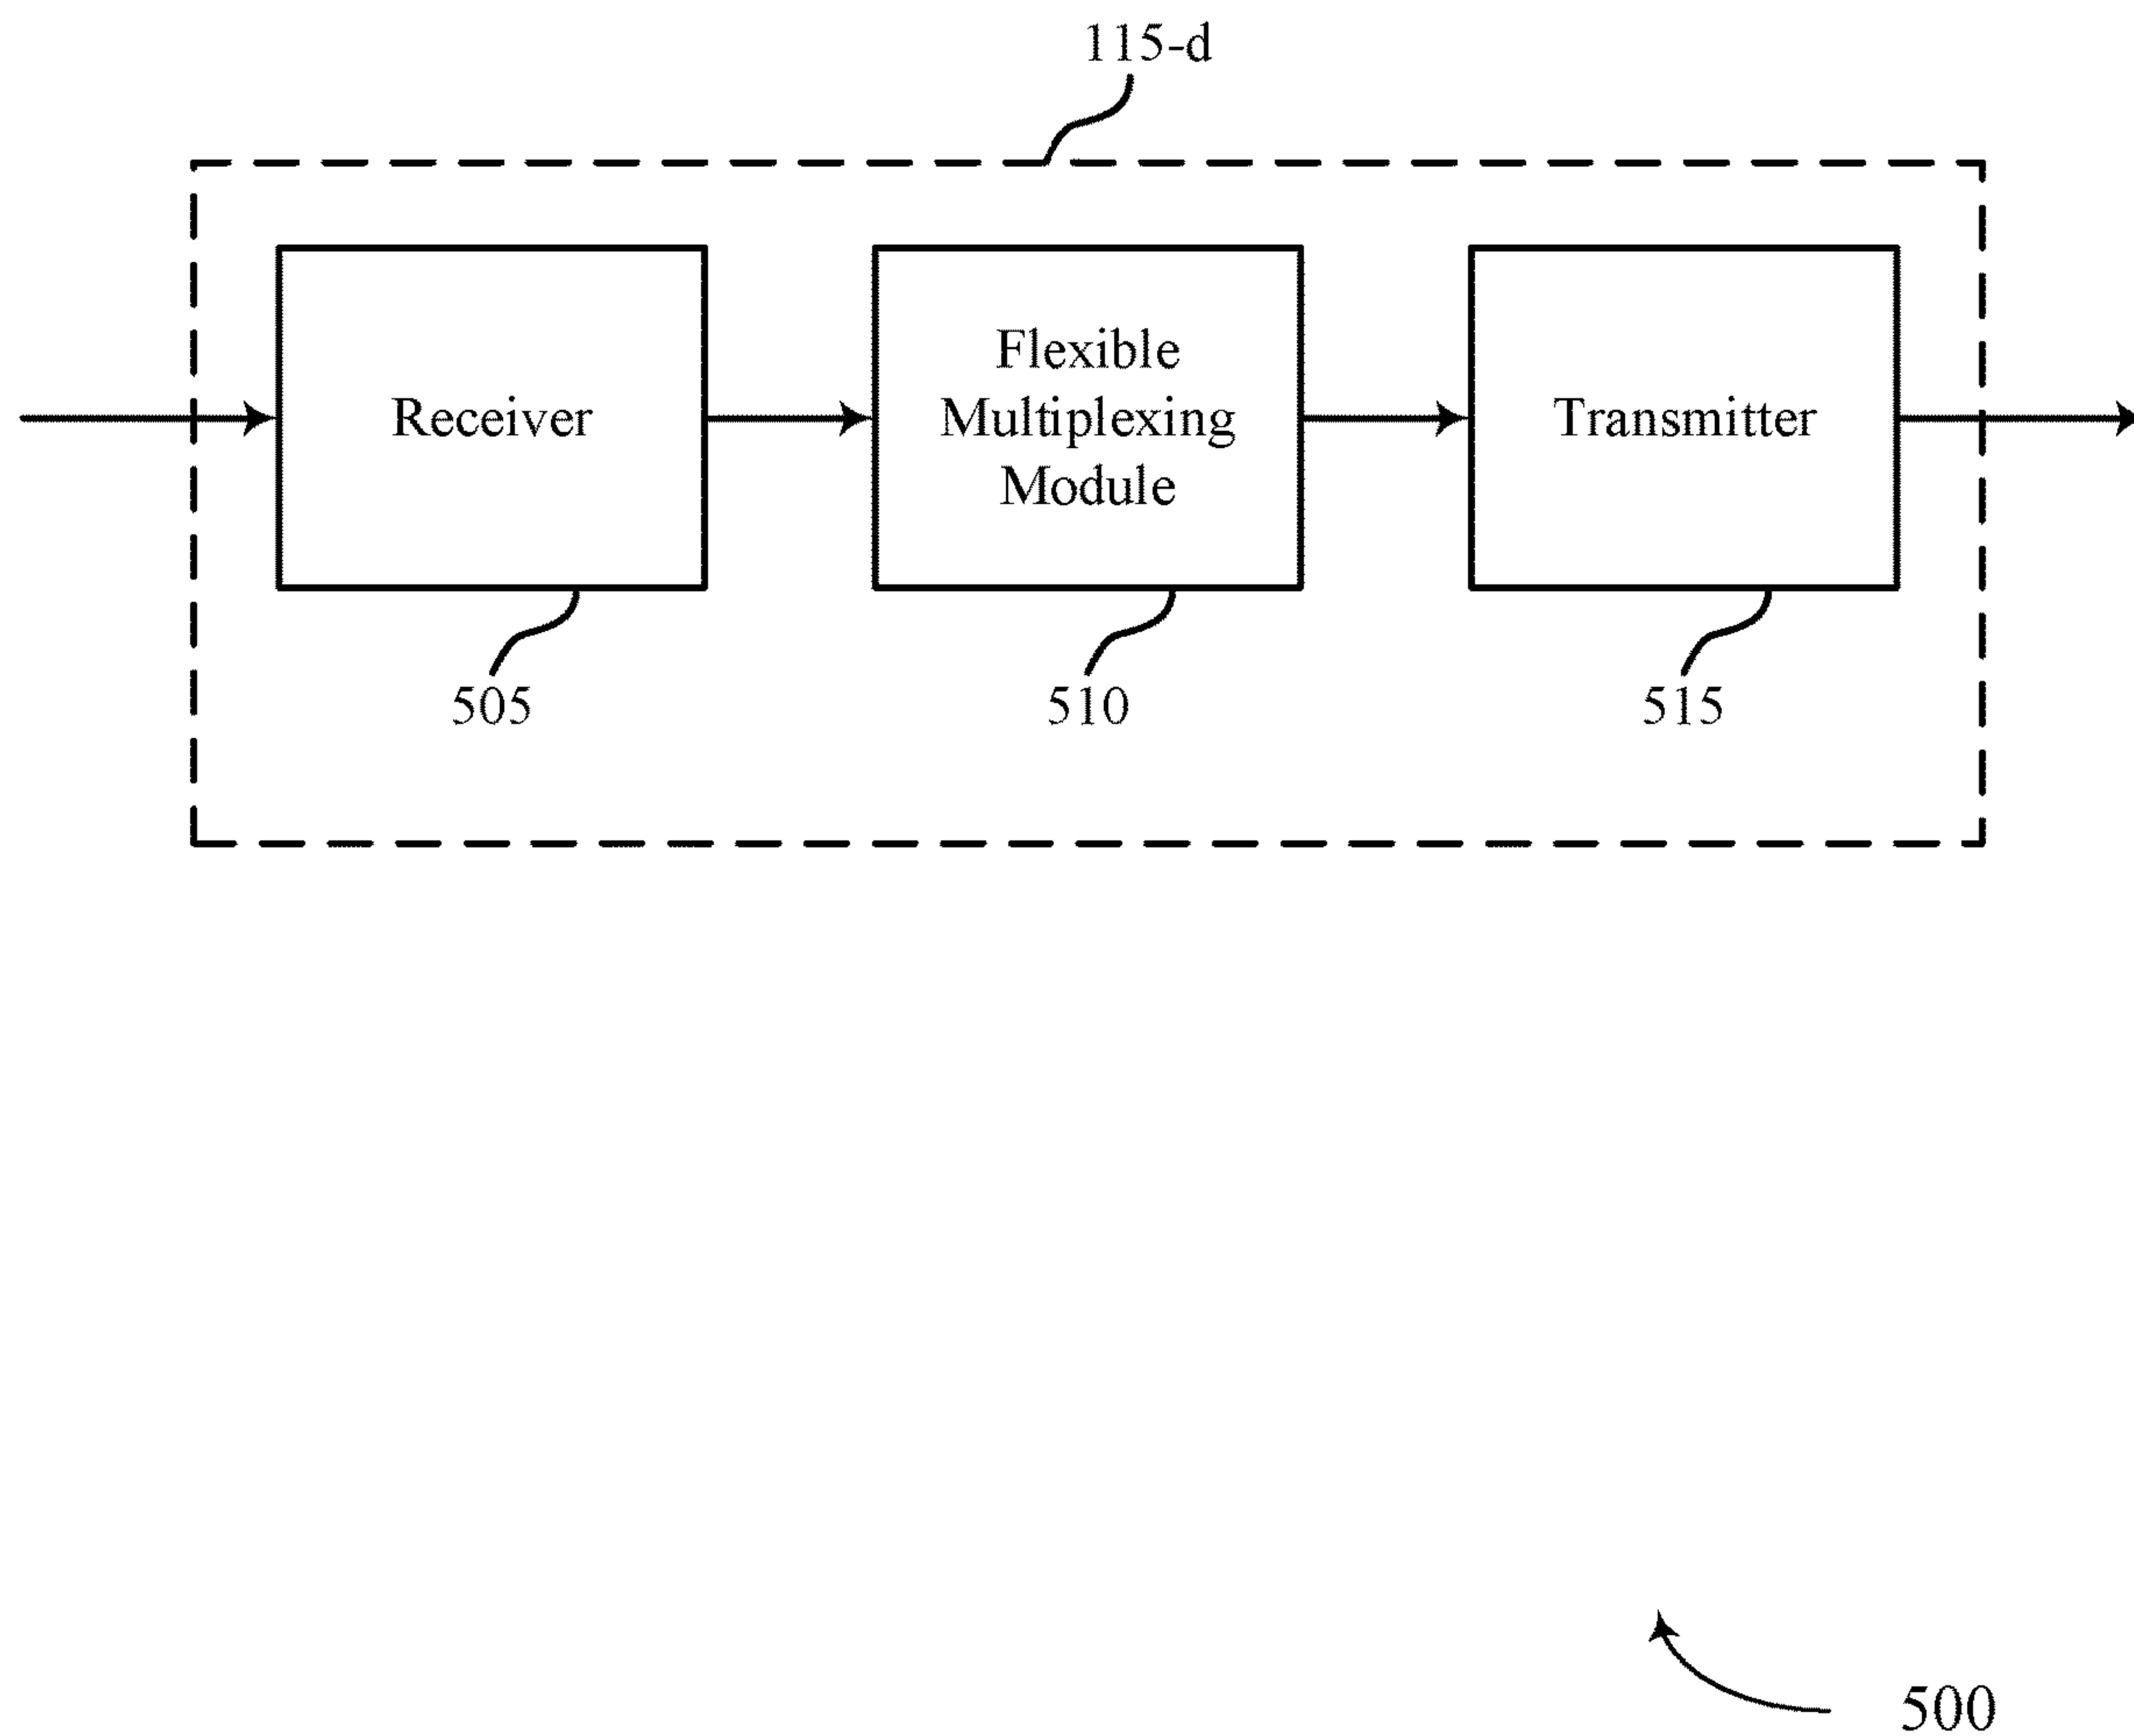 115-d
Receiver
Flexible
Multiplexing
Module
Transmitter
505
510
515
500